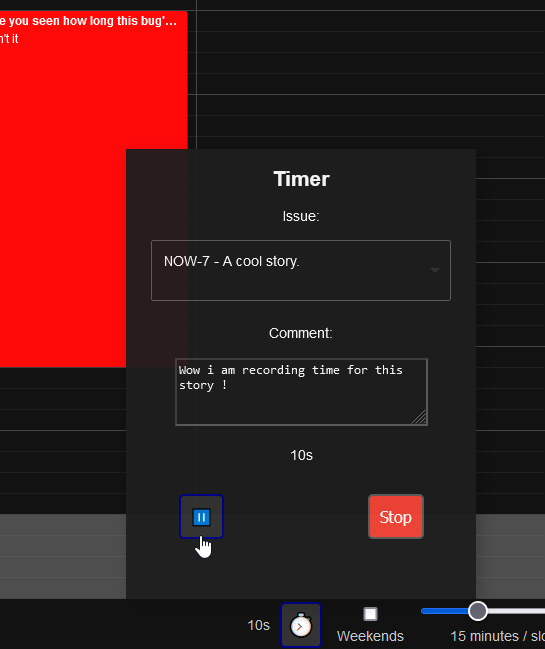 e you seen how long this bug'...
n't it
Timer
Issue:
NOW-7 - A cool story.
Comment:
Wow i am recording time for this
story !
10s
Stop
10s
Weekends
15 minutes / slo